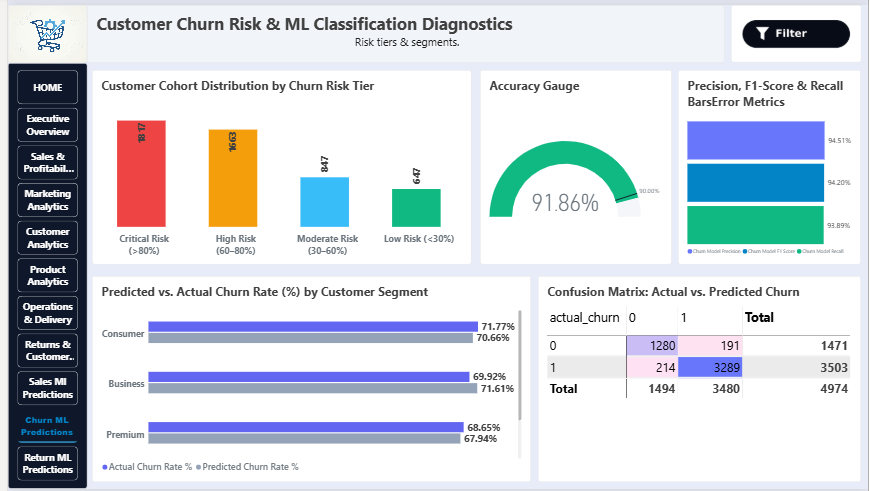 Customer Churn Risk & ML Classification Diagnostics
Risk tiers & segments.
Filter
HOME
Executive
Overview
Sales &
Profitabil...
Marketing
Analytics
Customer
Analytics
Product
Analytics
Operations
& Delivery
Returns &
Customer..
Sales Ml
Predictions
Churn ML
Predictions
Return ML
Predictions
Customer Cohort Distribution by Churn Risk Tier
1817
1663
847
647
Critical Risk
(>80%)
High Risk
(60–80%)
Moderate Risk
(30–60%)
Low Risk (<30%)
Accuracy Gauge
91.86%
90.00%
Precision, F1-Score & Recall
BarsError Metrics
94.51%
94.20%
93.89%
Churn Model Precision Churn Model F1 Score Churn Model Recall
Predicted vs. Actual Churn Rate (%) by Customer Segment
Consumer
71.77%
70.66%
Business
69.92%
71.61%
Premium
68.65%
67.94%
Actual Churn Rate % Predicted Churn Rate %
Confusion Matrix: Actual vs. Predicted Churn
actual_churn 0 1 Total
0 1280 191 1471
1 214 3289 3503
Total 1494 3480 4974